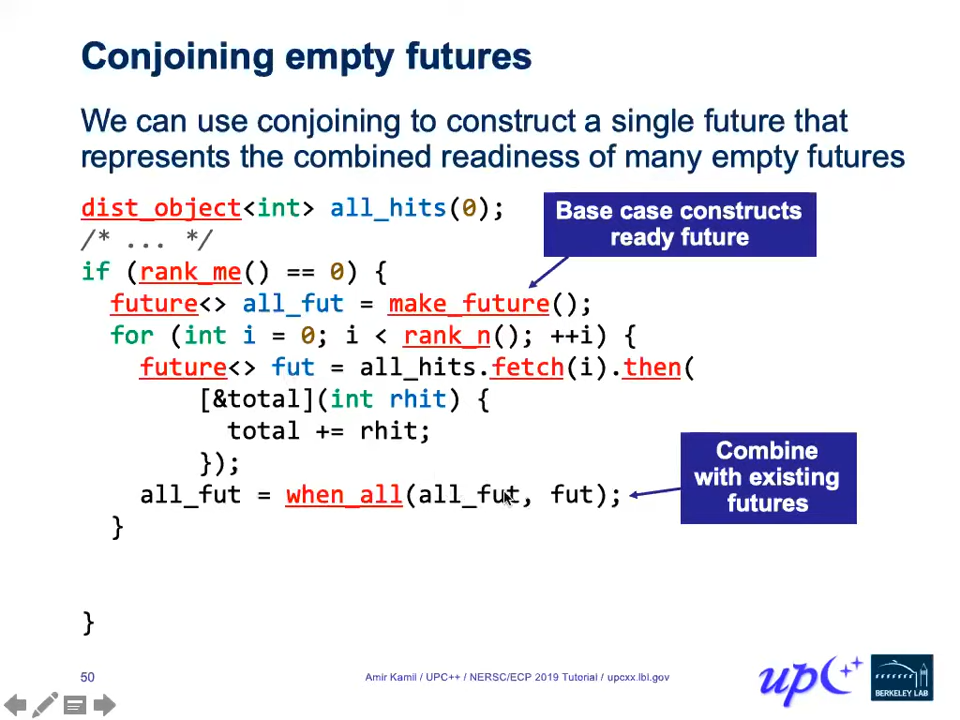 Conjoining empty futures
We can use conjoining to construct a single future that
represents the combined readiness of many empty futures
dist_object<int> all_hits(0);
/* ... */
if (rank_me() == 0) {
  future<> all_fut = make_future();
  for (int i = 0; i < rank_n(); ++i) {
    future<> fut = all_hits.fetch(i).then(
        [&total](int rhit) {
          total += rhit;
        });
    all_fut = when_all(all_fut, fut);
  }
}
Base case constructs
ready future
Combine
with existing
futures
50
Amir Kamil / UPC++ / NERSC/ECP 2019 Tutorial / upcxx.lbl.gov
upC++
BERKELEY LAB